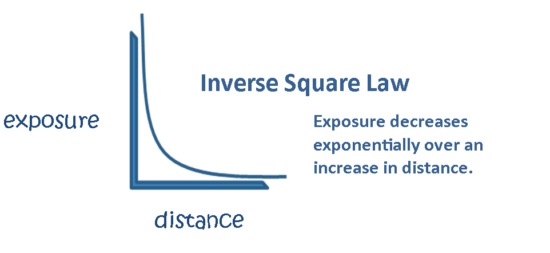 Inverse Square Law
exposure
Exposure decreases
exponentially over an
increase in distance.
distance